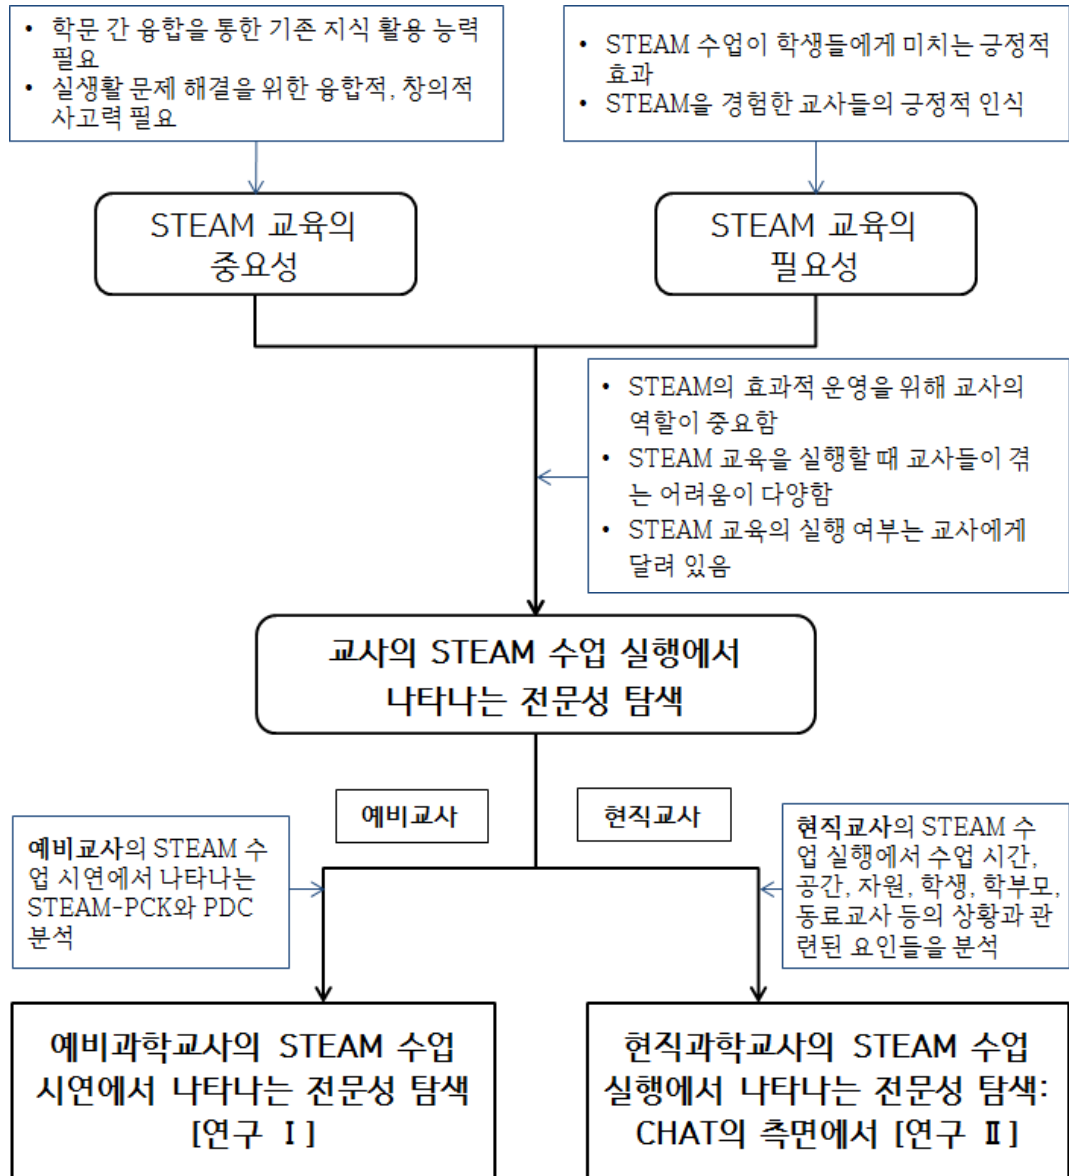 • 학문 간 융합을 통한 기존 지식 활용 능력
필요
• 실생활 문제 해결을 위한 융합적, 창의적
사고력 필요
• STEAM 수업이 학생들에게 미치는 긍정적
효과
• STEAM을 경험한 교사들의 긍정적 인식
STEAM 교육의
중요성
STEAM 교육의
필요성
• STEAM의 효과적 운영을 위해 교사의
역할이 중요함
• STEAM 교육을 실행할 때 교사들이 겪
는 어려움이 다양함
• STEAM 교육의 실행 여부는 교사에게
달려 있음
교사의 STEAM 수업 실행에서
나타나는 전문성 탐색
예비교사
현직교사
예비교사의 STEAM 수
업 시연에서 나타나는
STEAM-PCK와 PDC
분석
현직교사의 STEAM 수
업 실행에서 수업 시간,
공간, 자원, 학생, 학부모,
동료교사 등의 상황과 관
련된 요인들을 분석
예비과학교사의 STEAM 수업
시연에서 나타나는 전문성 탐색
[연구 Ⅰ]
현직과학교사의 STEAM 수업
실행에서 나타나는 전문성 탐색:
CHAT의 측면에서 [연구 Ⅱ]